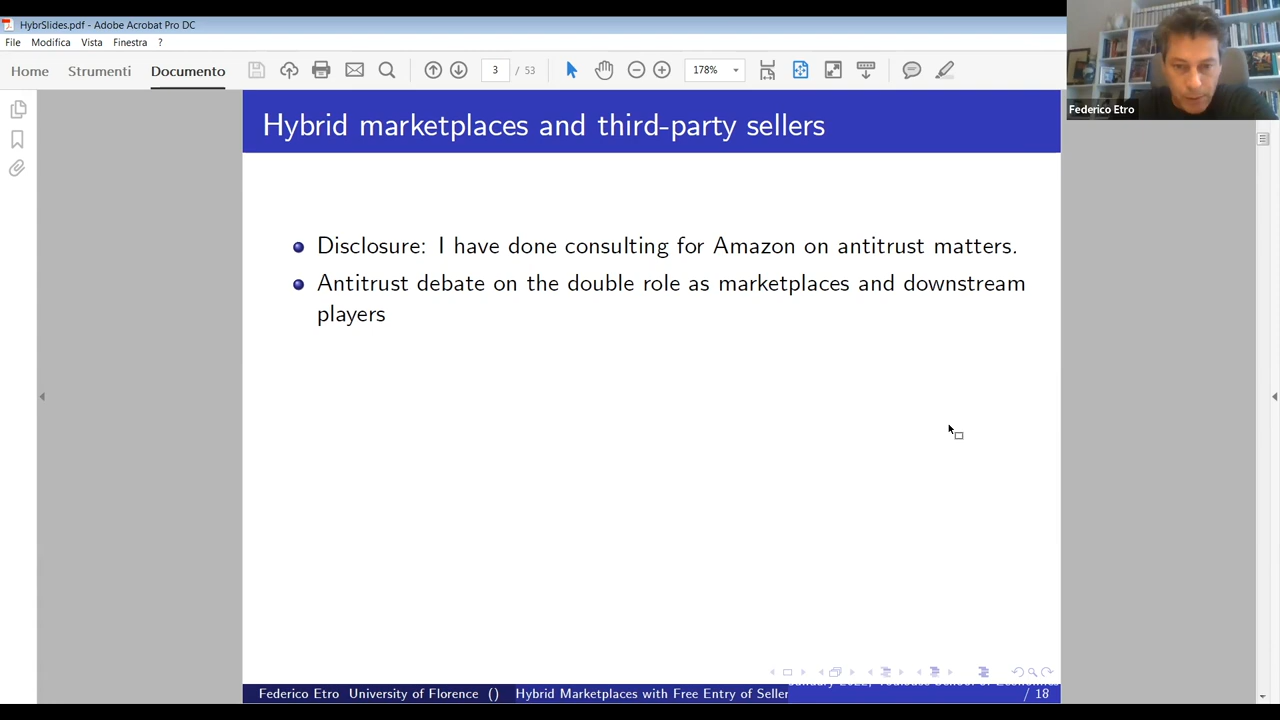 HybrSlides.pdf - Adobe Acrobat Pro DC
File Modifica Vista Finestra ?
Home Strumenti Documento 3 / 53 178%
Federico Etro
Hybrid marketplaces and third-party sellers
Disclosure: I have done consulting for Amazon on antitrust matters.
Antitrust debate on the double role as marketplaces and downstream
players
Federico Etro University of Florence () Hybrid Marketplaces with Free Entry of Seller / 18